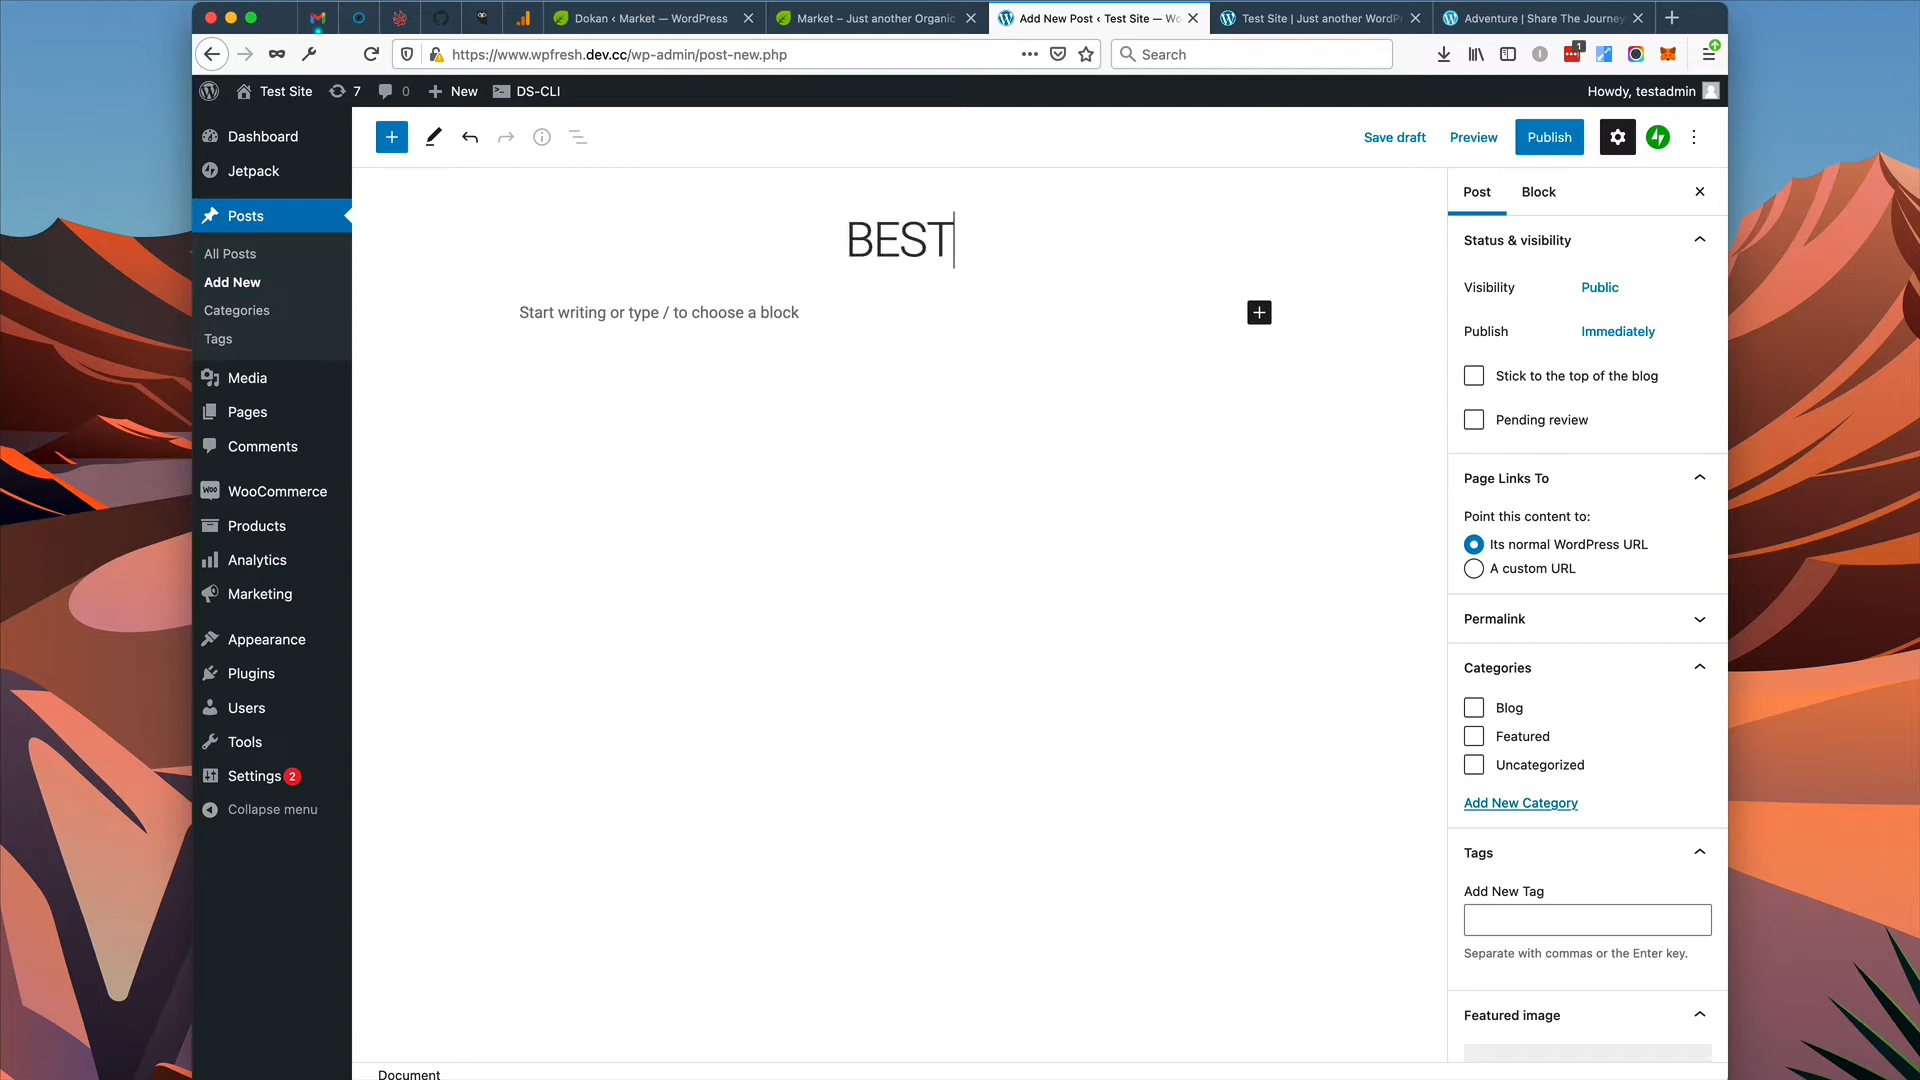 Dokan ‹ Market — WordPress
Market – Just another Organic
Add New Post ‹ Test Site — Wo
Test Site | Just another WordPr
Adventure | Share The Journey
https://www.wpfresh.dev.cc/wp-admin/post-new.php
Search
1
Test Site
7
0
New
DS-CLI
Howdy, testadmin
Dashboard
Jetpack
Posts
All Posts
Add New
Categories
Tags
Media
Pages
Comments
WOO
WooCommerce
Products
Analytics
Marketing
Appearance
Plugins
Users
Tools
Settings 2
Collapse menu
Save draft
Preview
Publish
BEST
Start writing or type / to choose a block
Document
Post
Block
Status & visibility
Visibility
Public
Publish
Immediately
Stick to the top of the blog
Pending review
Page Links To
Point this content to:
Its normal WordPress URL
A custom URL
Permalink
Categories
Blog
Featured
Uncategorized
Add New Category
Tags
Add New Tag
Separate with commas or the Enter key.
Featured image